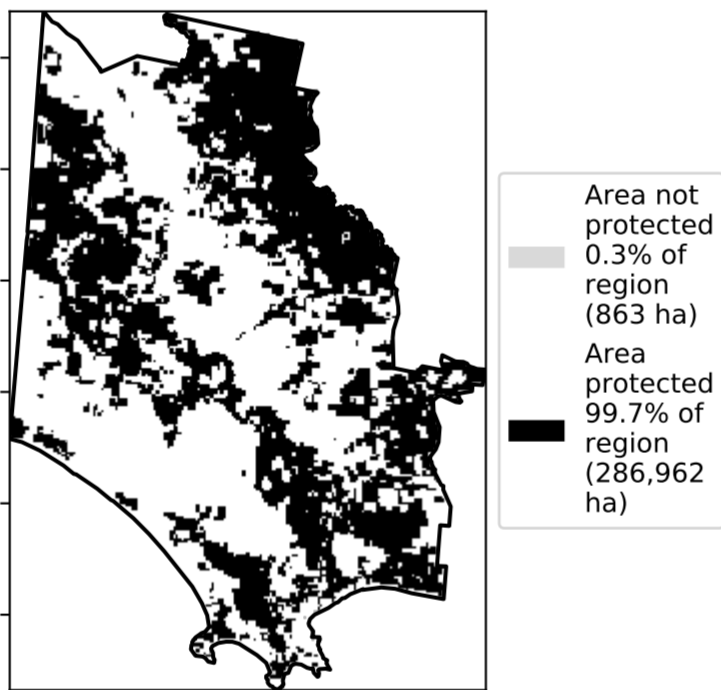 Area not
protected
0.3% of
region
(863 ha)
Area
protected
99.7% of
region
(286,962
ha)